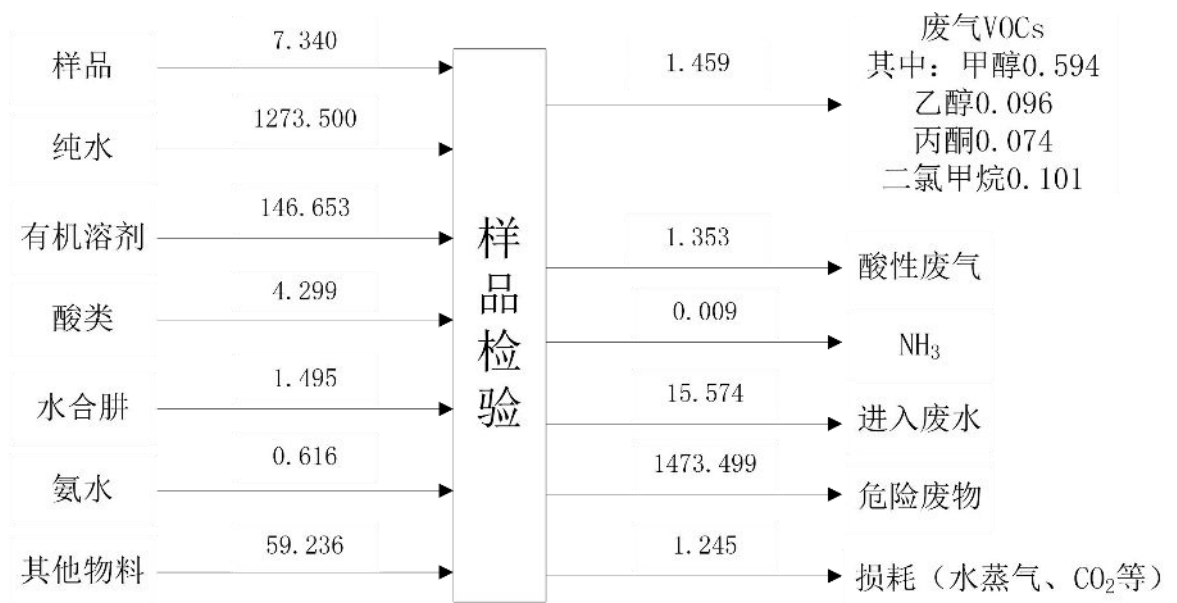 样品
7.340
纯水
1273.500
有机溶剂
146.653
酸类
4.299
水合肼
1.495
氨水
0.616
其他物料
59.236
样品检验
1.459
废气VOCs
其中：甲醇0.594
乙醇0.096
丙酮0.074
二氯甲烷0.101
1.353
酸性废气
0.009
NH₃
15.574
进入废水
1473.499
危险废物
1.245
损耗（水蒸气、CO₂等）